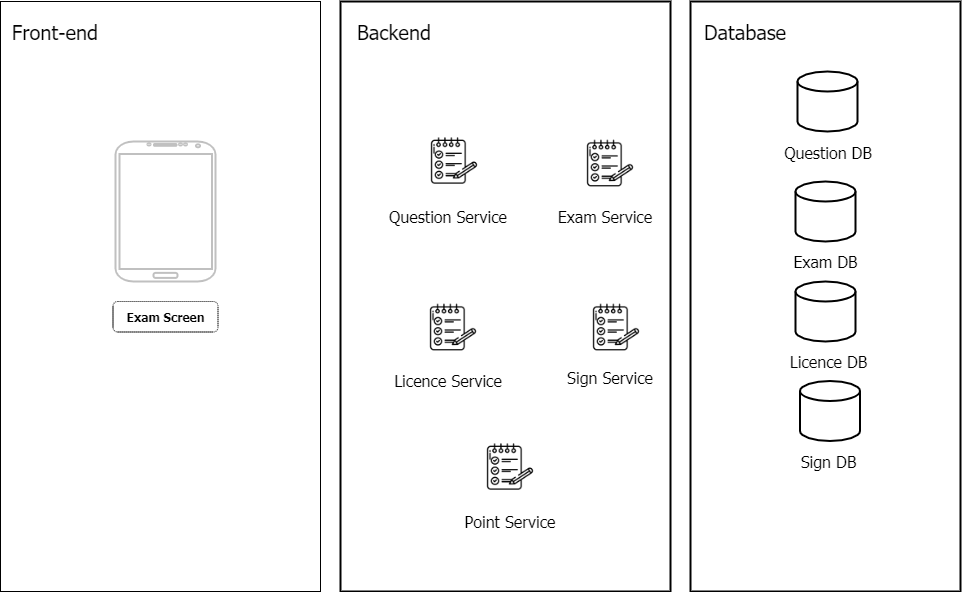 Front-end
Exam Screen
Backend
Question Service
Exam Service
Licence Service
Sign Service
Point Service
Database
Question DB
Exam DB
Licence DB
Sign DB